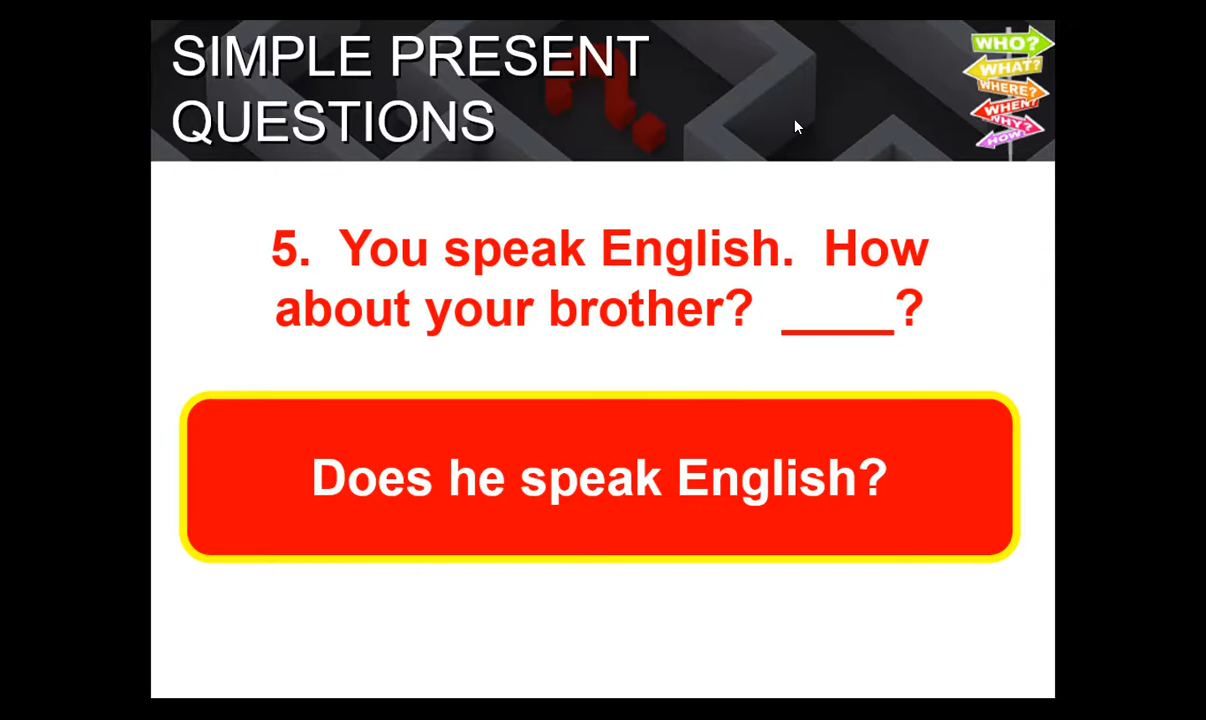 SIMPLE PRESENT
QUESTIONS
WHO?
WHAT?
WHERE?
WHEN?
WHY?
HOW?
5. You speak English. How
about your brother? ____?
Does he speak English?